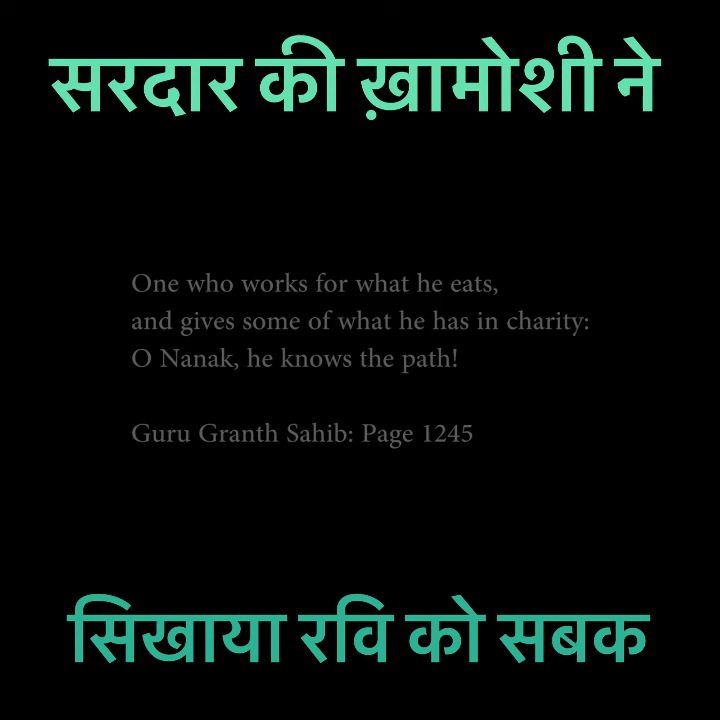 सरदार की ख़ामोशी ने
One who works for what he eats,
and gives some of what he has in charity:
O Nanak, he knows the path!
Guru Granth Sahib: Page 1245
सिखाया रवि को सबक